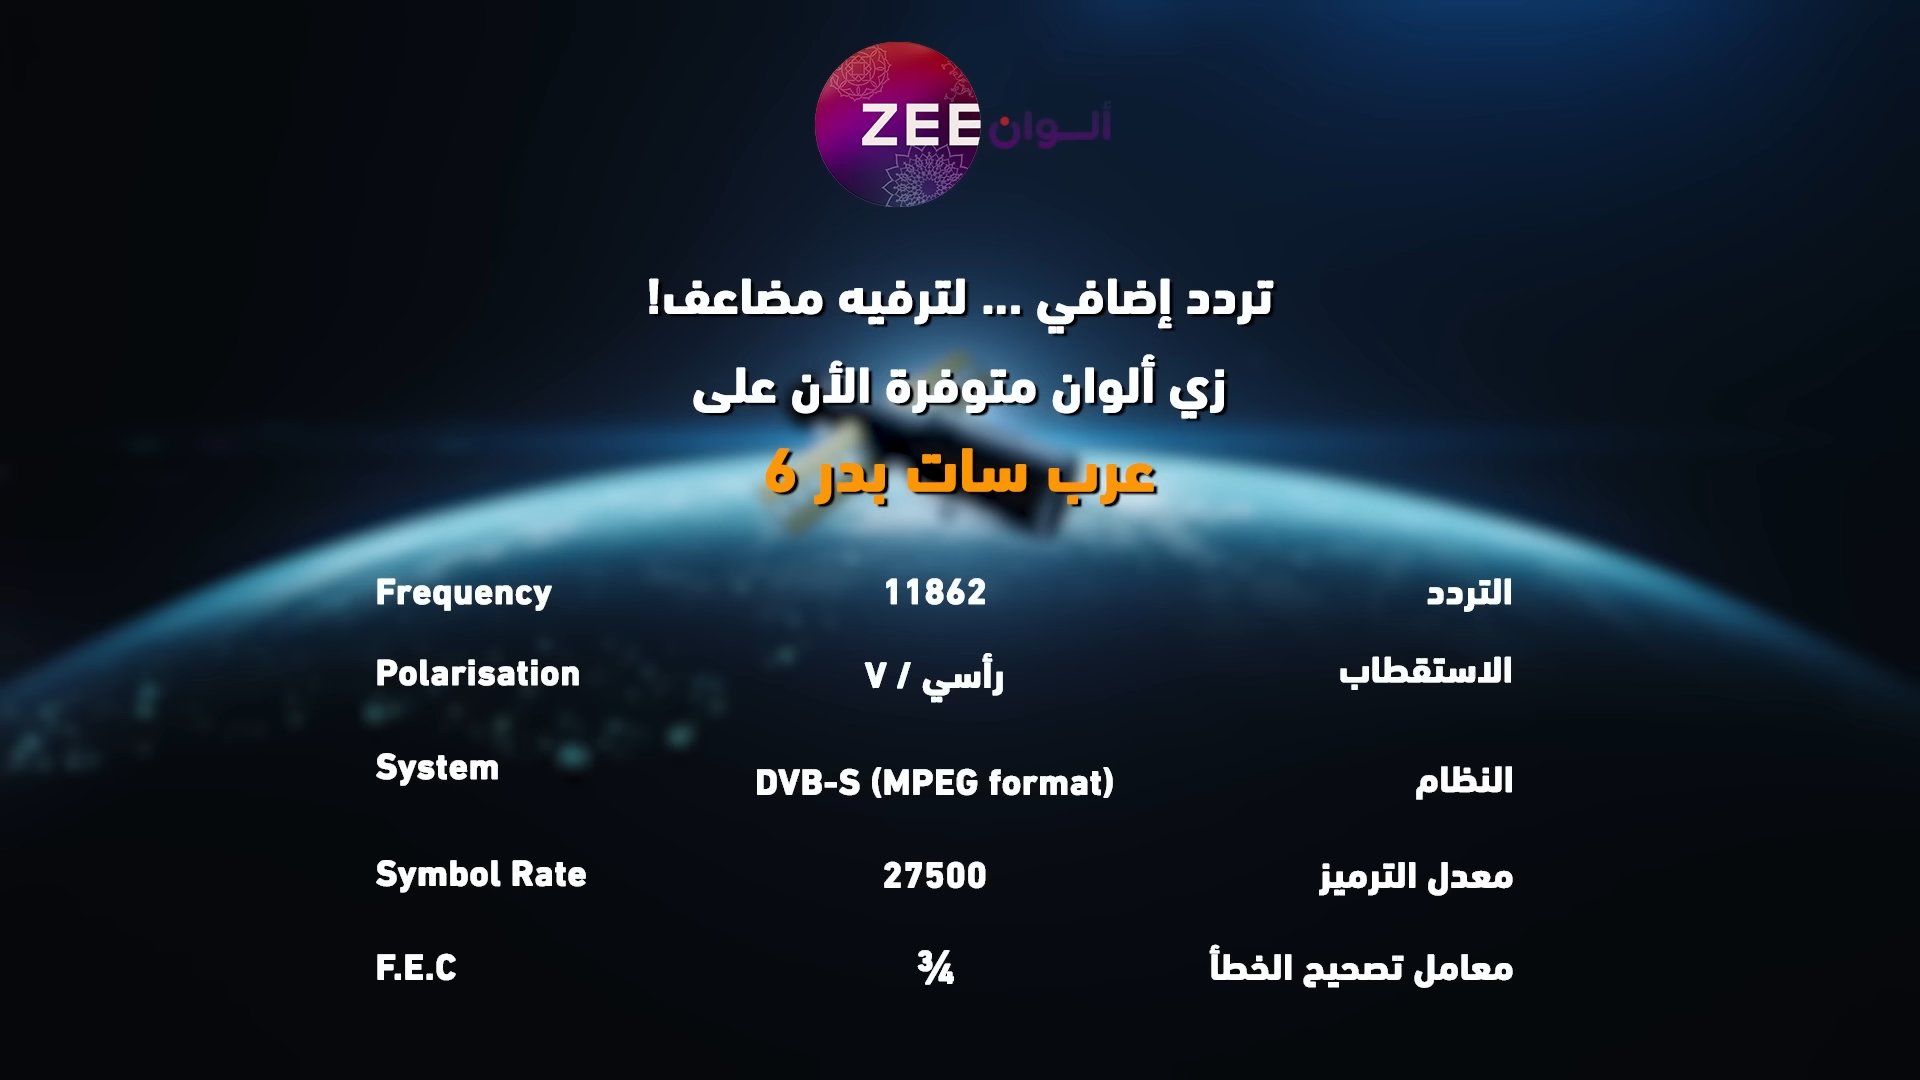 ZEE ألوان
تردد إضافي ... لترفيه مضاعف!
زي ألوان متوفرة الأن على
عرب سات بدر 6
Frequency 11862 التردد
Polarisation رأسي / V الاستقطاب
System DVB-S (MPEG format) النظام
Symbol Rate 27500 معدل الترميز
F.E.C ¾ معامل تصحيح الخطأ